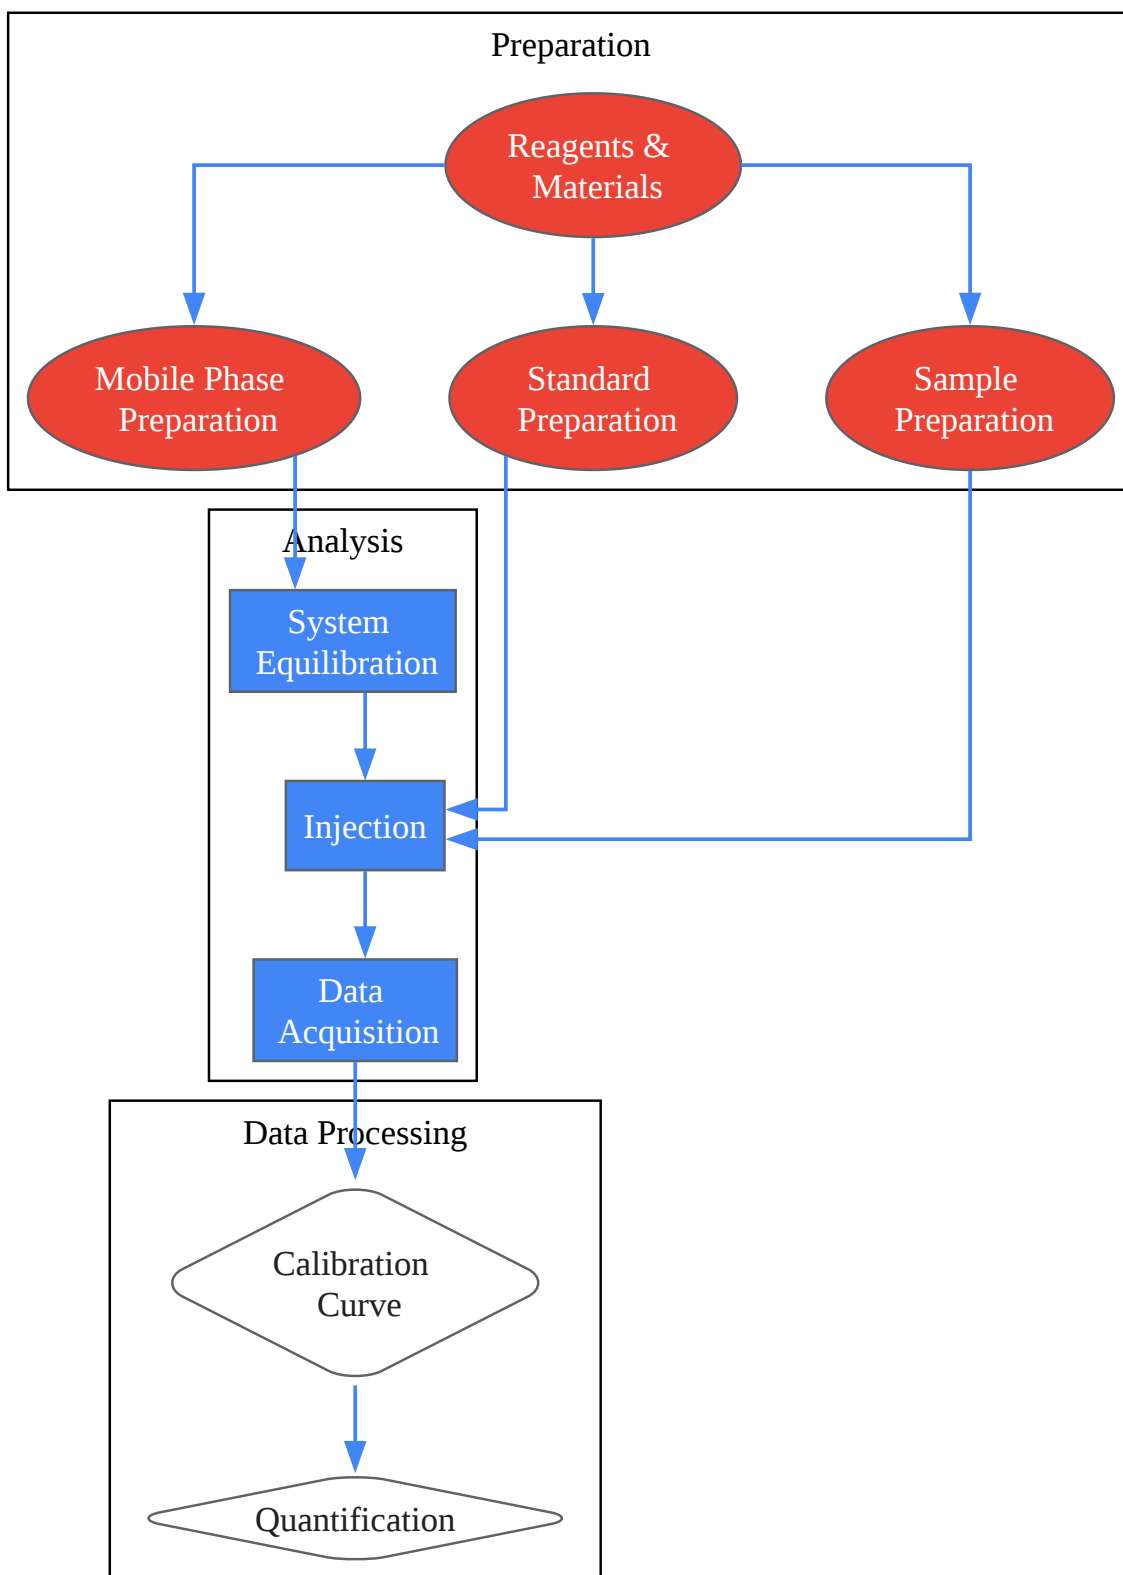 Preparation
Reagents &
Materials
Mobile Phase
Preparation
Standard
Preparation
Sample
Preparation
Analysis
System
Equilibration
Injection
Data
Acquisition
Data Processing
Calibration
Curve
Quantification